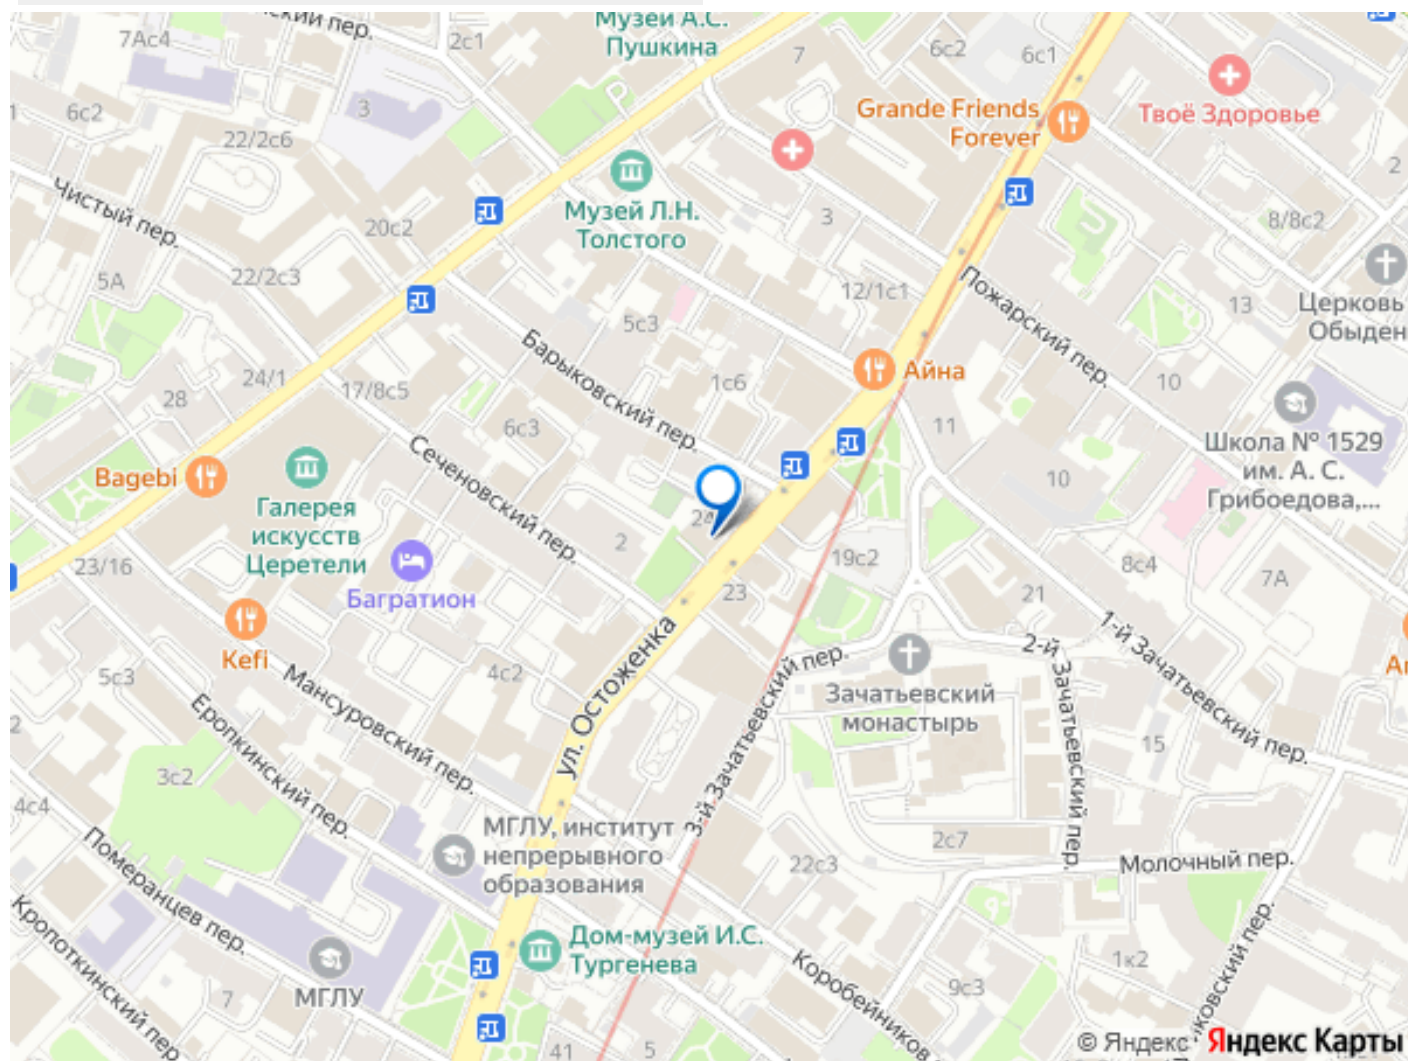 7Ас4
2с1
Музей А.С.
Пушкина
7
6с2
6с1
3
6с2
22/2с6
Grande Friends
Forever
Твоё Здоровье
2
Чистый пер.
20с2
Музей Л.Н.
Толстого
3
8/8с2
5А
22/2с3
12/1с1
Пожарский пер.
13
Церковь
Обыден
5с3
Барыковский пер.
1с6
Айна
10
28
24/1
17/8с5
6с3
11
Школа № 1529
им. А. С.
Грибоедова,...
Bagebi
Галерея
искусств
Церетели
Сеченовский пер.
2
10
19с2
8с4
7А
23/16
Багратион
23
21
Kefi
ул. Остоженка
1-й Зачатьевский пер.
2-й Зачатьевский пер.
3-й Зачатьевский пер.
Зачатьевский
монастырь
5с3
4с2
Мансуровский пер.
Еропкинский пер.
15
2
3с2
4с4
МГЛУ, институт
непрерывного
образования
2с7
22с3
Молочный пер.
Померанцев пер.
Кропоткинский пер.
МГЛУ
7
Дом-музей И.С.
Тургенева
Коробейников
9с3
1к2
41
5
© Яндекс
Яндекс Карты